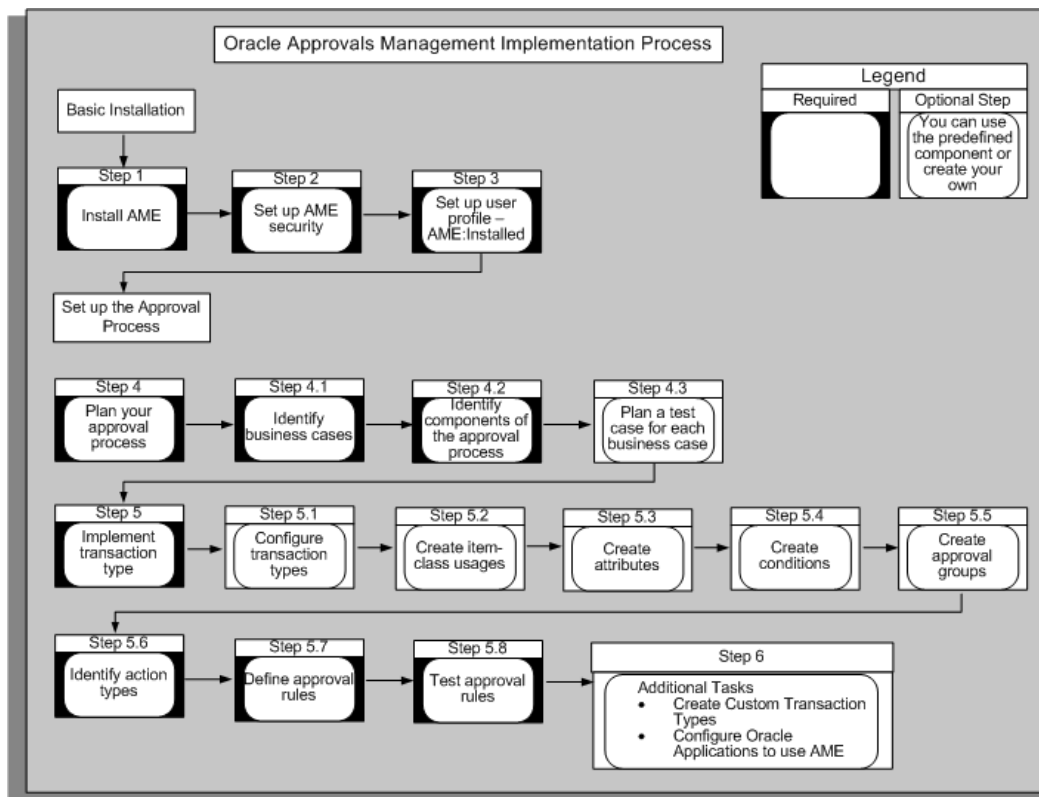 Oracle Approvals Management Implementation Process
Legend
Required
Optional Step
You can use
the predefined
component or
create your
own
Basic Installation
Step 1
Install AME
Step 2
Set up AME
security
Step 3
Set up user
profile –
AME:Installed
Set up the Approval
Process
Step 4
Plan your
approval
process
Step 4.1
Identify
business cases
Step 4.2
Identify
components of
the approval
process
Step 4.3
Plan a test
case for each
business case
Step 5
Implement
transaction
type
Step 5.1
Configure
transaction
types
Step 5.2
Create item-
class usages
Step 5.3
Create
attributes
Step 5.4
Create
conditions
Step 5.5
Create
approval
groups
Step 5.6
Identify action
types
Step 5.7
Define approval
rules
Step 5.8
Test approval
rules
Step 6
Additional Tasks
• Create Custom Transaction
Types
• Configure Oracle
Applications to use AME